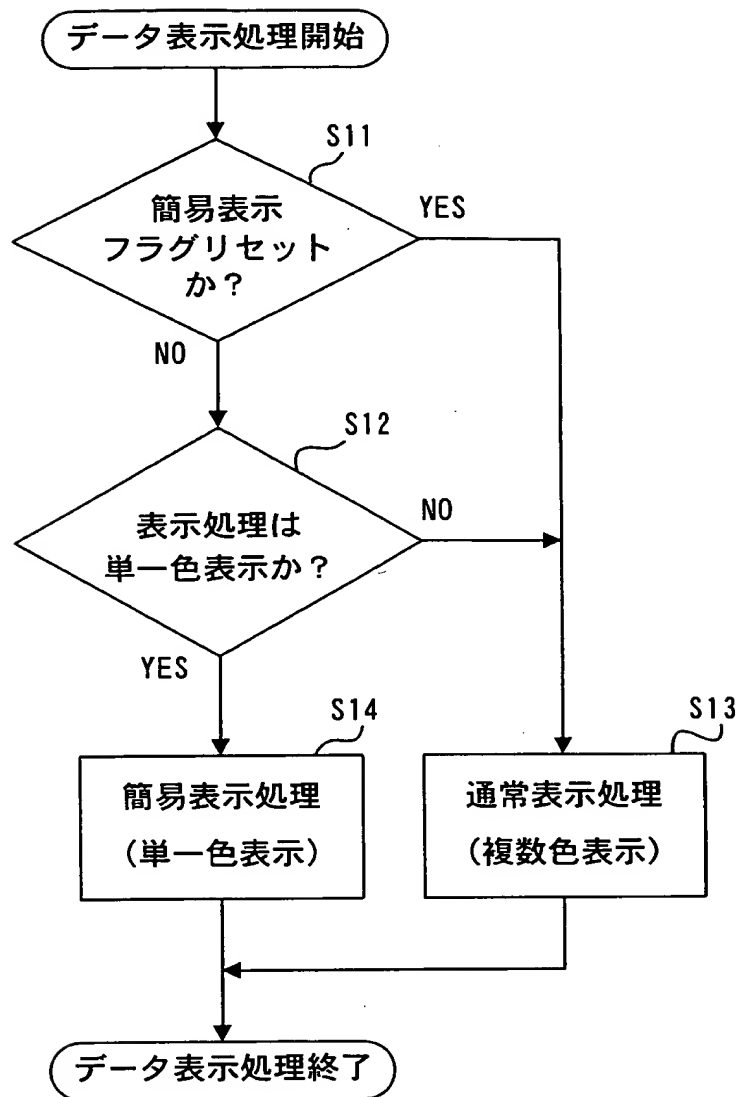 データ表示処理開始
S11
簡易表示
フラグリセット
か？
YES
NO
S12
表示処理は
単一色表示か？
NO
YES
S14
簡易表示処理
（単一色表示）
S13
通常表示処理
（複数色表示）
データ表示処理終了